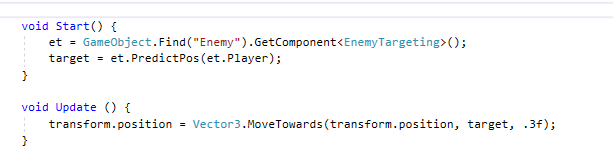 void Start() {
    et = GameObject.Find("Enemy").GetComponent<EnemyTargeting>();
    target = et.PredictPos(et.Player);
}
void Update () {
    transform.position = Vector3.MoveTowards(transform.position, target, .3f);
}